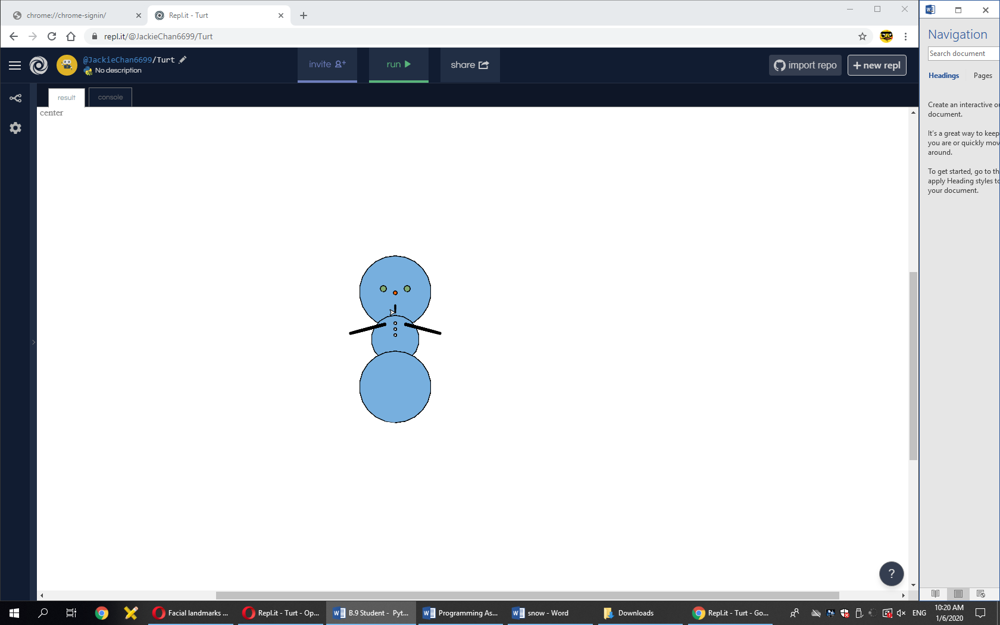 chrome://chrome-signin/
Repl.it - Turt
repl.it/@JackieChan6699/Turt
@JackieChan6699/Turt
No description
invite
run
share
import repo
+ new repl
result
console
center
?
Navigation
Search document
Headings
Pages
Create an interactive o
document.
It's a great way to keep
you are or quickly mov
around.
To get started, go to th
apply Heading styles to
your document.
Facial landmarks ...
Repl.it - Turt - Op...
B.9 Student - Pyt...
Programming As...
snow - Word
Downloads
Repl.it - Turt - Go...
ENG
10:20 AM
1/6/2020